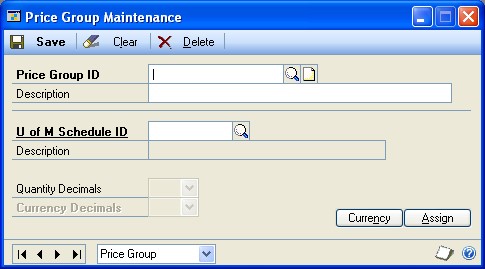 Price Group Maintenance
Save Clear Delete
Price Group ID
Description
U of M Schedule ID
Description
Quantity Decimals
Currency Decimals
Currency Assign
Price Group